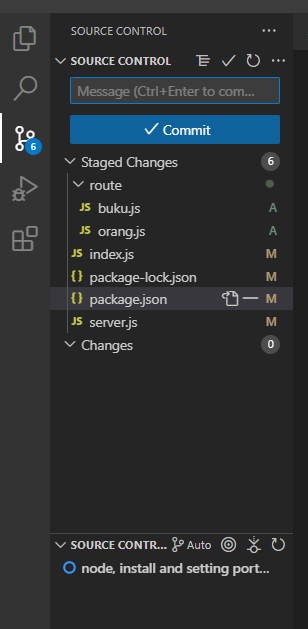 SOURCE CONTROL
SOURCE CONTROL
Message (Ctrl+Enter to com...
Commit
Staged Changes 6
route
JS buku.js A
JS orang.js A
JS index.js M
{} package-lock.json M
{} package.json M
JS server.js M
Changes 0
6
SOURCE CONTR... Auto
node, install and setting port...